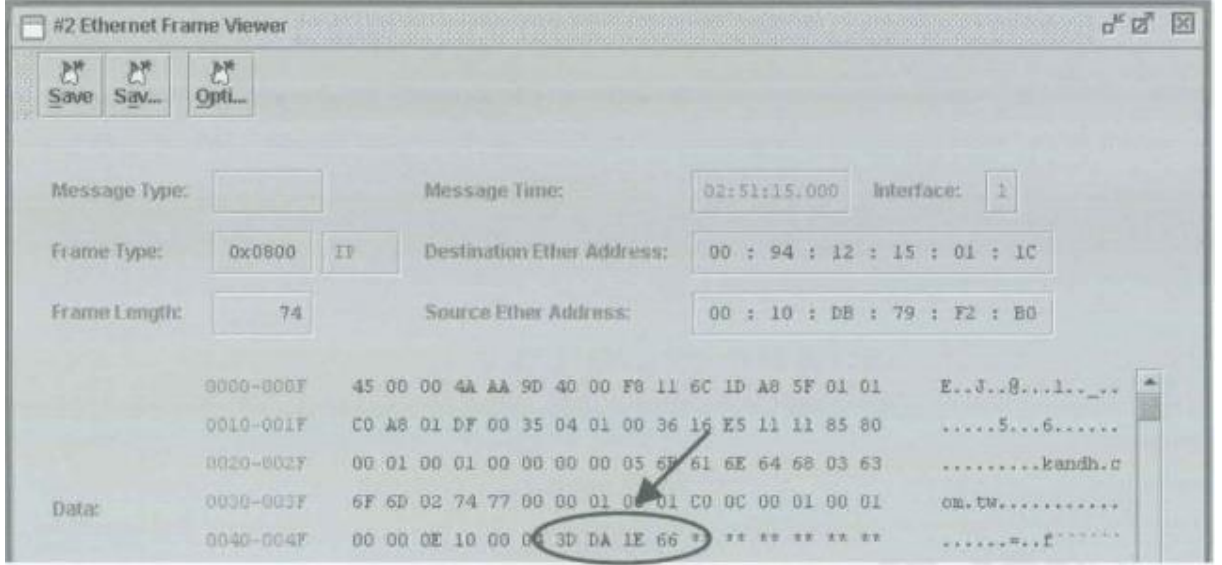 #2 Ethernet Frame Viewer
Save Sav... Opti...
Message Type: Message Time: 02:51:15.000 Interface: 1
Frame Type: 0x0800 IP Destination Ether Address: 00 : 94 : 12 : 15 : 01 : 1C
Frame Length: 74 Source Ether Address: 00 : 10 : DB : 79 : F2 : B0
0000-000F 45 00 00 4A AA 9D 40 00 F8 11 6C 1D A8 5F 01 01 E..J..@...l.._..
0010-001F C0 A8 01 DF 00 35 04 01 00 36 16 E5 11 11 85 80 .....5...6......
0020-002F 00 01 00 01 00 00 00 00 05 6B 61 6E 64 68 03 63 .........kandh.c
Data: 0030-003F 6F 6D 02 74 77 00 00 01 00 01 C0 0C 00 01 00 01 om.tw...........
0040-004F 00 00 0E 10 00 04 3D DA 1E 66 ** ** ** ** ** ** ......=..f